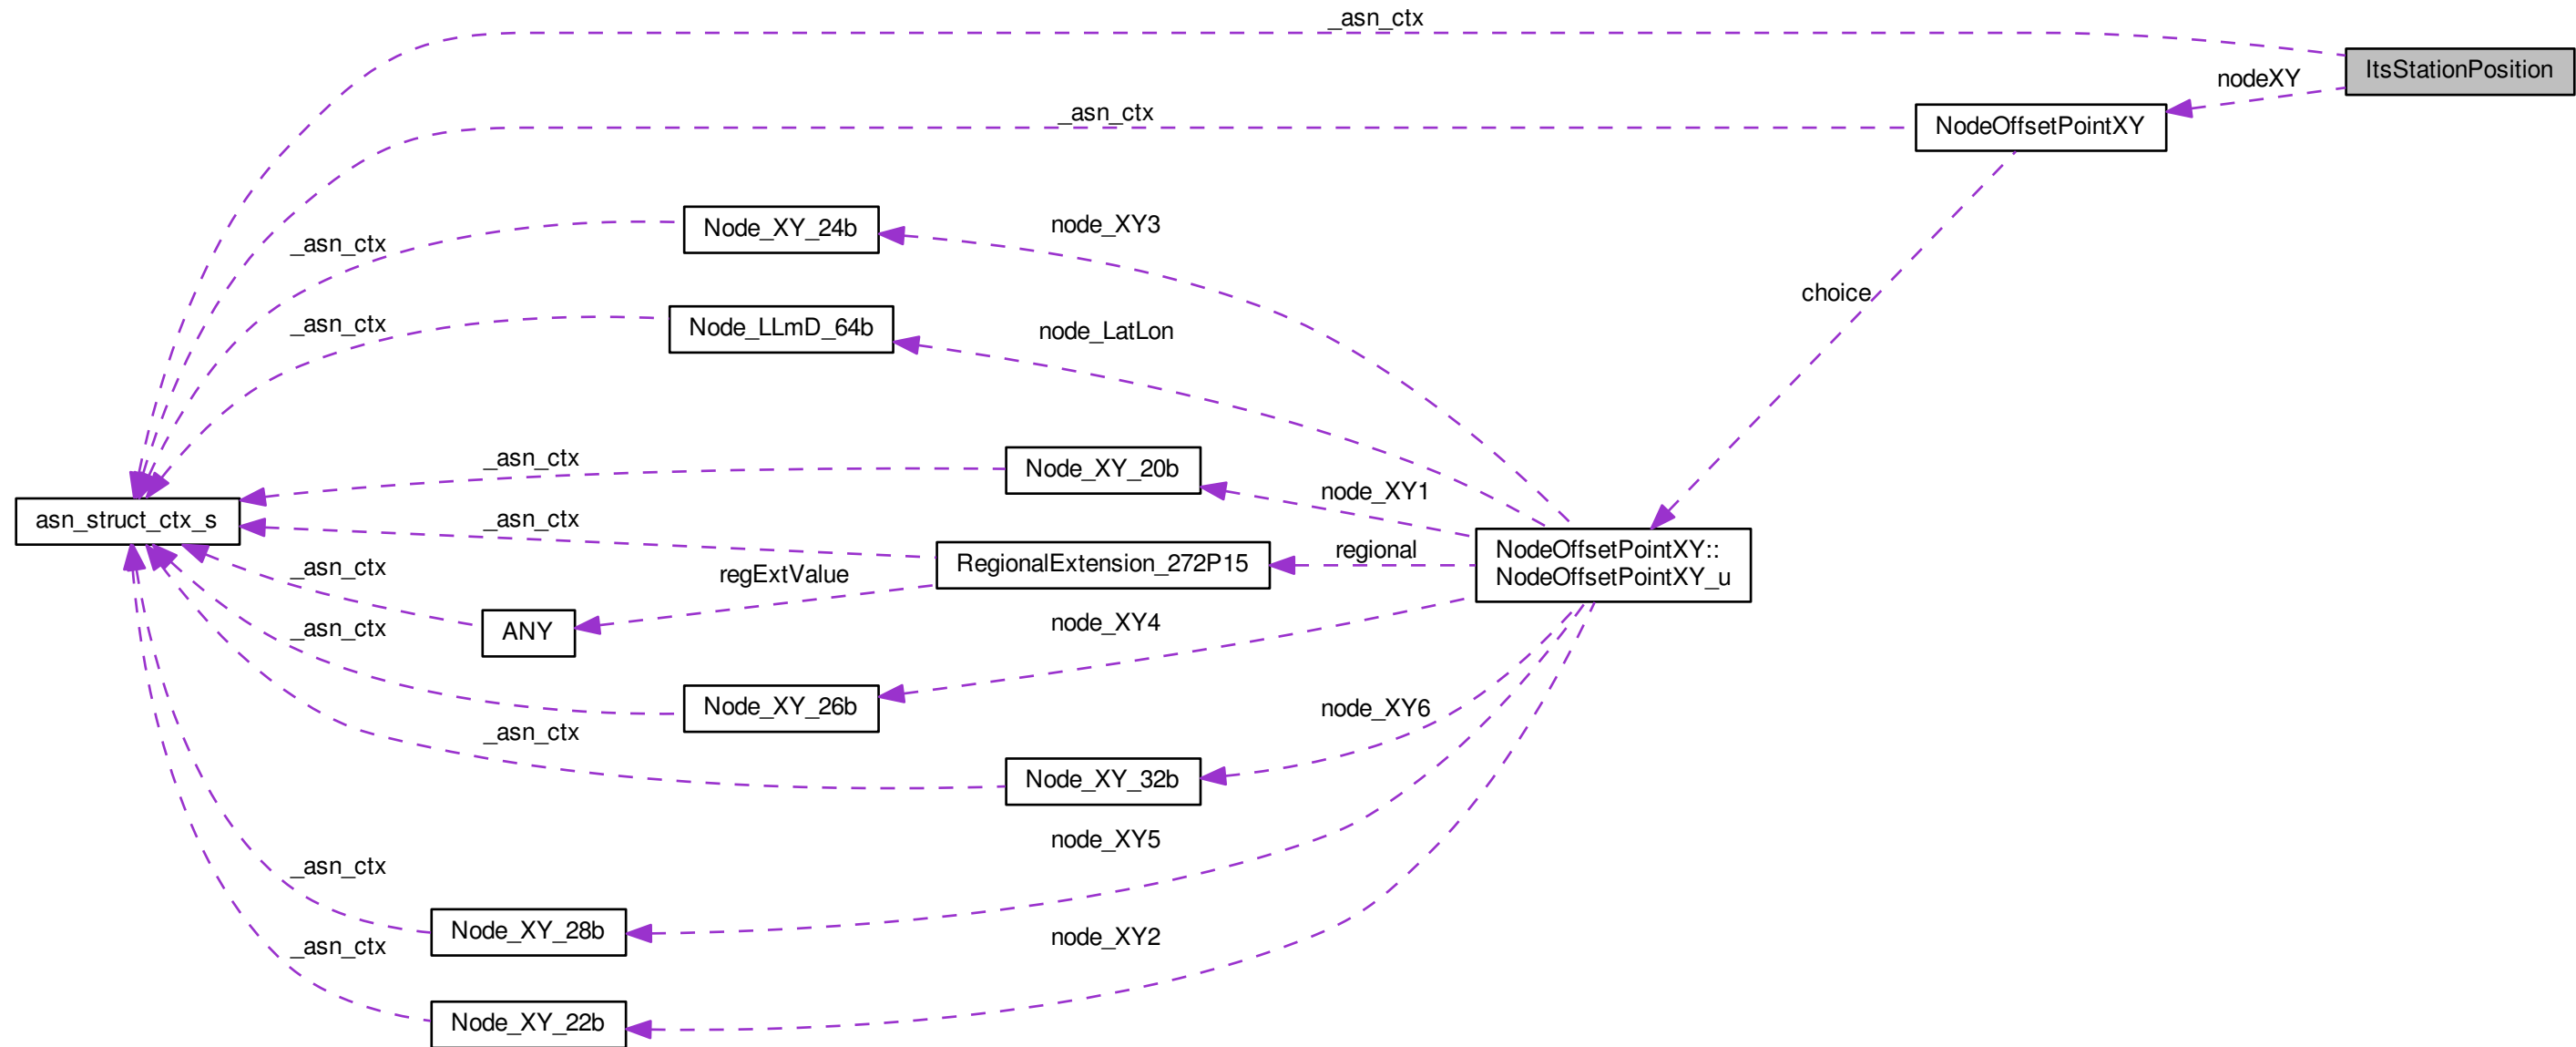 _asn_ctx
ItsStationPosition
nodeXY
_asn_ctx
NodeOffsetPointXY
Node_XY_24b
node_XY3
_asn_ctx
choice
Node_LLmD_64b
node_LatLon
_asn_ctx
_asn_ctx
Node_XY_20b
node_XY1
asn_struct_ctx_s
_asn_ctx
regional
NodeOffsetPointXY::
NodeOffsetPointXY_u
RegionalExtension_272P15
_asn_ctx
regExtValue
ANY
_asn_ctx
node_XY4
Node_XY_26b
node_XY6
_asn_ctx
Node_XY_32b
node_XY5
_asn_ctx
Node_XY_28b
_asn_ctx
node_XY2
Node_XY_22b